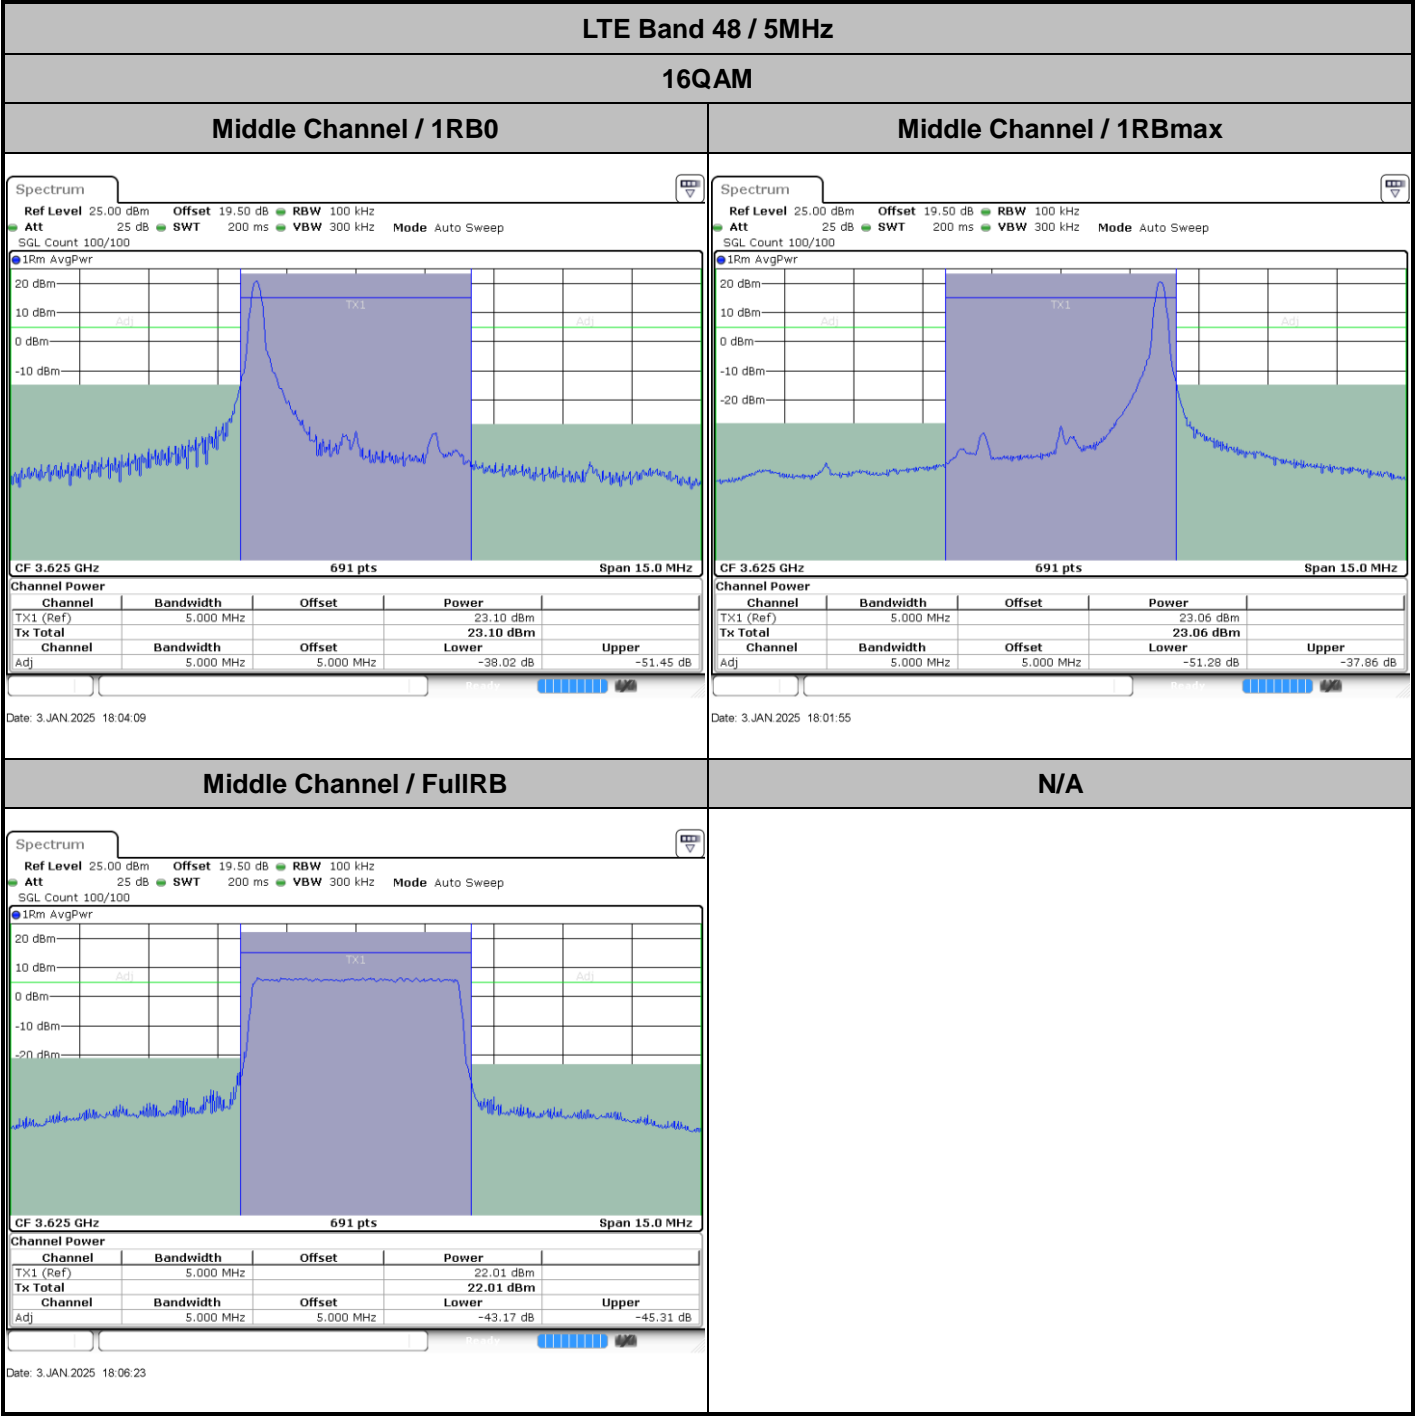 LTE Band 48 / 5MHz
16QAM
Middle Channel / 1RB0
Middle Channel / 1RBmax
Spectrum
Ref Level 25.00 dBm Offset 19.50 dB RBW 100 kHz
Att 25 dB SWT 200 ms VBW 300 kHz Mode Auto Sweep
SGL Count 100/100
1Rm AvgPwr
20 dBm
TX1
10 dBm
Adj
Adj
0 dBm
-10 dBm
CF 3.625 GHz 691 pts Span 15.0 MHz
Channel Power
Channel Bandwidth Offset Power
TX1 (Ref) 5.000 MHz 23.10 dBm
Tx Total 23.10 dBm
Channel Bandwidth Offset Lower Upper
Adj 5.000 MHz 5.000 MHz -38.02 dB -51.45 dB
Ready
Date: 3.JAN.2025 18:04:09
Spectrum
Ref Level 25.00 dBm Offset 19.50 dB RBW 100 kHz
Att 25 dB SWT 200 ms VBW 300 kHz Mode Auto Sweep
SGL Count 100/100
1Rm AvgPwr
20 dBm
TX1
10 dBm
Adj
Adj
0 dBm
-10 dBm
-20 dBm
CF 3.625 GHz 691 pts Span 15.0 MHz
Channel Power
Channel Bandwidth Offset Power
TX1 (Ref) 5.000 MHz 23.06 dBm
Tx Total 23.06 dBm
Channel Bandwidth Offset Lower Upper
Adj 5.000 MHz 5.000 MHz -51.28 dB -37.86 dB
Ready
Date: 3.JAN.2025 18:01:55
Middle Channel / FullRB
N/A
Spectrum
Ref Level 25.00 dBm Offset 19.50 dB RBW 100 kHz
Att 25 dB SWT 200 ms VBW 300 kHz Mode Auto Sweep
SGL Count 100/100
1Rm AvgPwr
20 dBm
TX1
10 dBm
Adj
Adj
0 dBm
-10 dBm
-20 dBm
CF 3.625 GHz 691 pts Span 15.0 MHz
Channel Power
Channel Bandwidth Offset Power
TX1 (Ref) 5.000 MHz 22.01 dBm
Tx Total 22.01 dBm
Channel Bandwidth Offset Lower Upper
Adj 5.000 MHz 5.000 MHz -43.17 dB -45.31 dB
Ready
Date: 3.JAN.2025 18:06:23